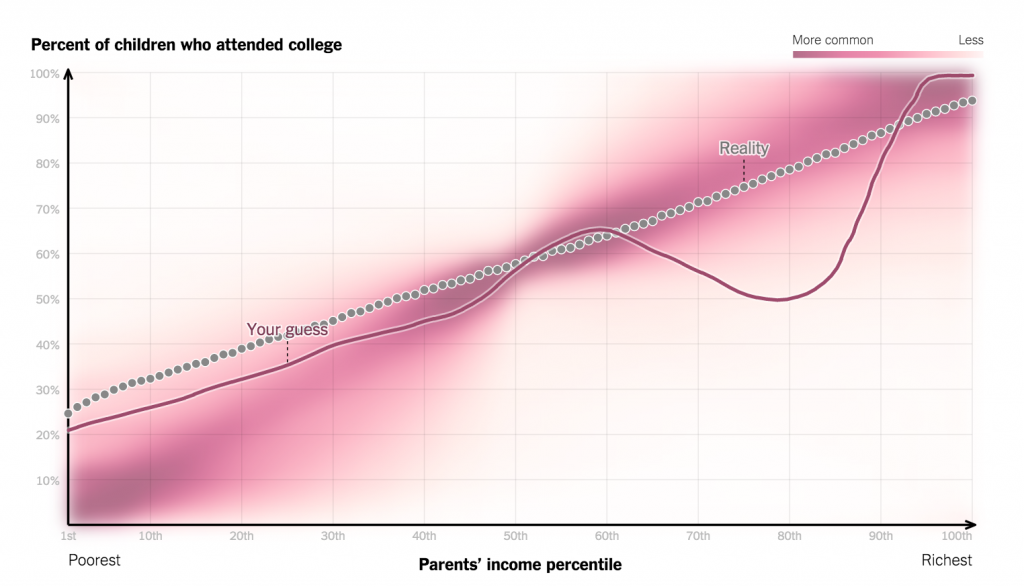 Percent of children who attended college
More common Less
100%
90%
80%
Reality
70%
60%
50%
Your guess
40%
30%
20%
10%
1st 10th 20th 30th 40th 50th 60th 70th 80th 90th 100th
Poorest Parents’ income percentile Richest